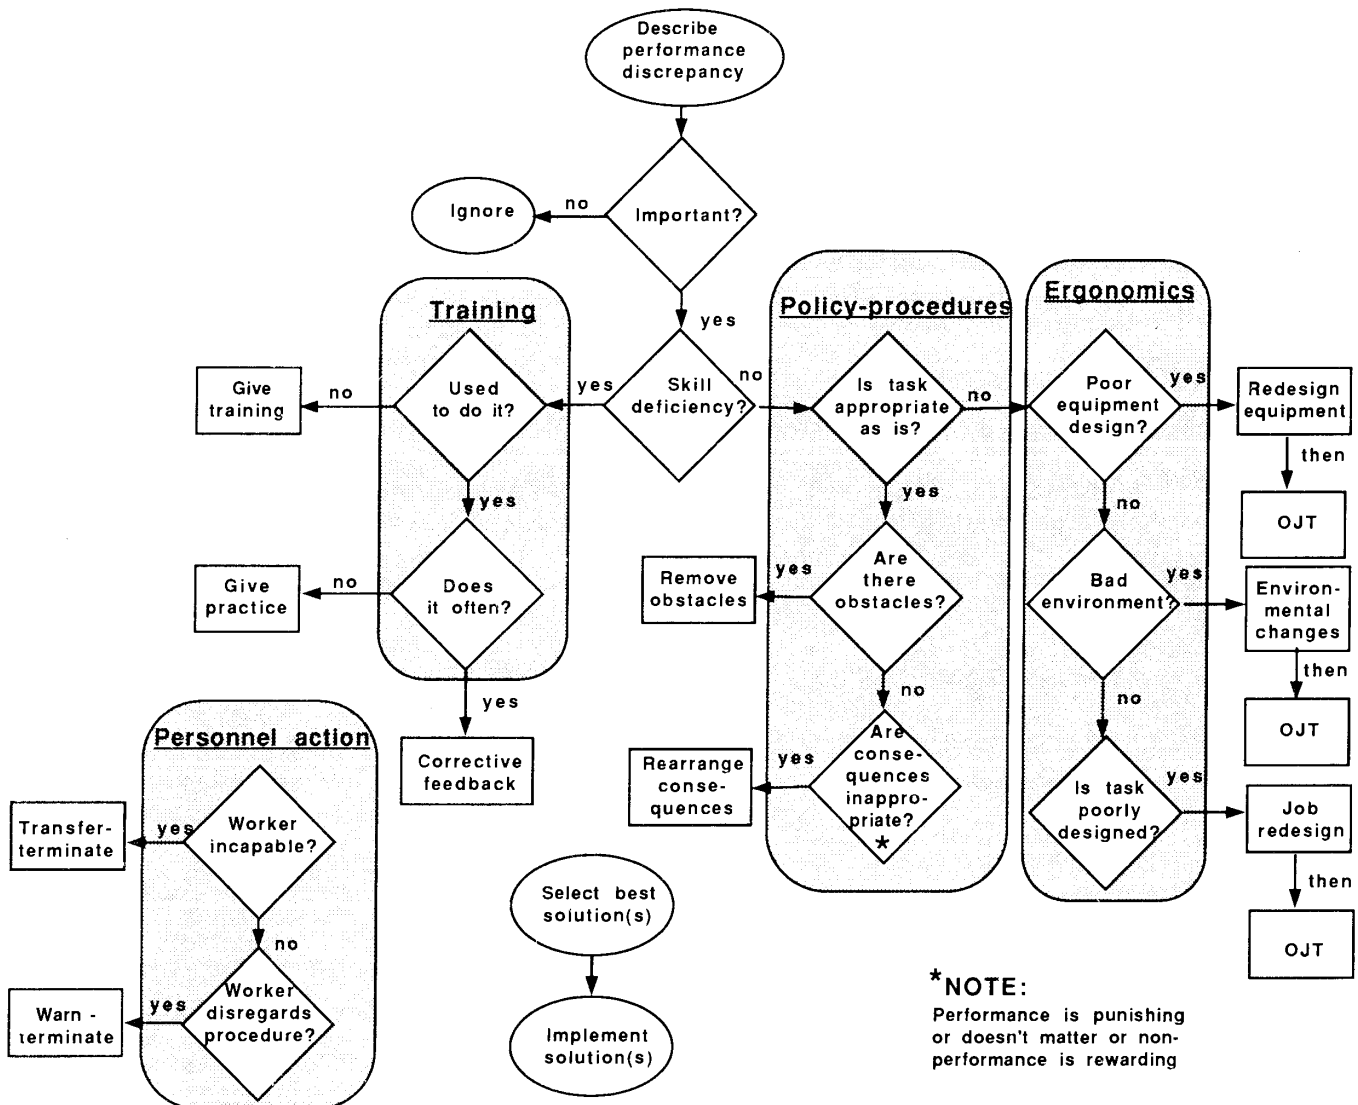 Describe
performance
discrepancy
Important?
no
Ignore
yes
Skill
deficiency?
yes
no
Training
Used
to do it?
no
Give
training
yes
Does
it often?
no
Give
practice
yes
Corrective
feedback
Policy-procedures
Is task
appropriate
as is?
no
yes
Are
there
obstacles?
yes
Remove
obstacles
no
Are
conse-
quences
inappro-
priate?
*
yes
Rearrange
conse-
quences
Ergonomics
Poor
equipment
design?
yes
Redesign
equipment
then
OJT
no
Bad
environment?
yes
Environ-
mental
changes
then
OJT
no
Is task
poorly
designed?
yes
Job
redesign
then
OJT
Personnel action
Worker
incapable?
yes
Transfer-
terminate
no
Worker
disregards
procedure?
yes
Warn -
terminate
Select best
solution(s)
Implement
solution(s)
*NOTE:
Performance is punishing
or doesn't matter or non-
performance is rewarding